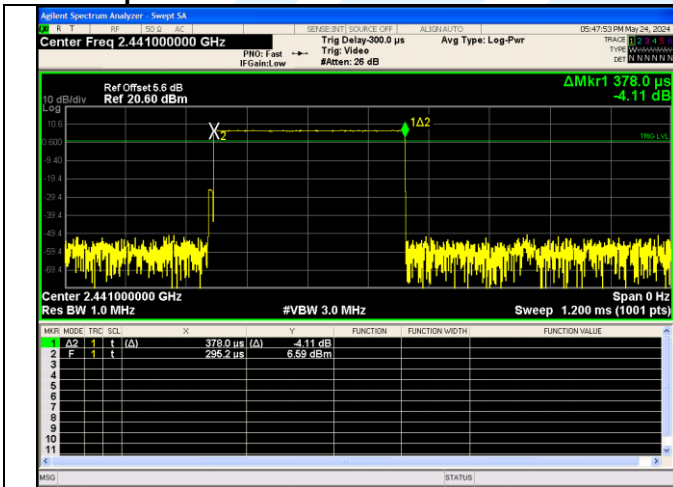 Agilent Spectrum Analyzer - Swept SA
R T RF 50 Ω AC SENSE:INT SOURCE OFF ALIGNAUTO 05:47:53 PM May 24, 2024
Center Freq 2.441000000 GHz
PNO: Fast
IFGain:Low
Trig Delay-300.0 µs
Trig: Video
#Atten: 26 dB
Avg Type: Log-Pwr
TRACE 1 2 3 4 5 6
TYPE
DET N N N N N N
ΔMkr1 378.0 µs
-4.11 dB
Ref Offset 5.6 dB
10 dB/div Ref 20.60 dBm
Log
10.6
0.600
-9.40
-19.4
-29.4
-39.4
-49.4
-59.4
-69.4
X2
1Δ2
TRIG LVL
Center 2.441000000 GHz Span 0 Hz
Res BW 1.0 MHz #VBW 3.0 MHz Sweep 1.200 ms (1001 pts)
MKR MODE TRC SCL X Y FUNCTION FUNCTION WIDTH FUNCTION VALUE
1 Δ2 1 t (Δ) 378.0 µs (Δ) -4.11 dB
2 F 1 t 295.2 µs 6.59 dBm
3
4
5
6
7
8
9
10
11
MSG STATUS